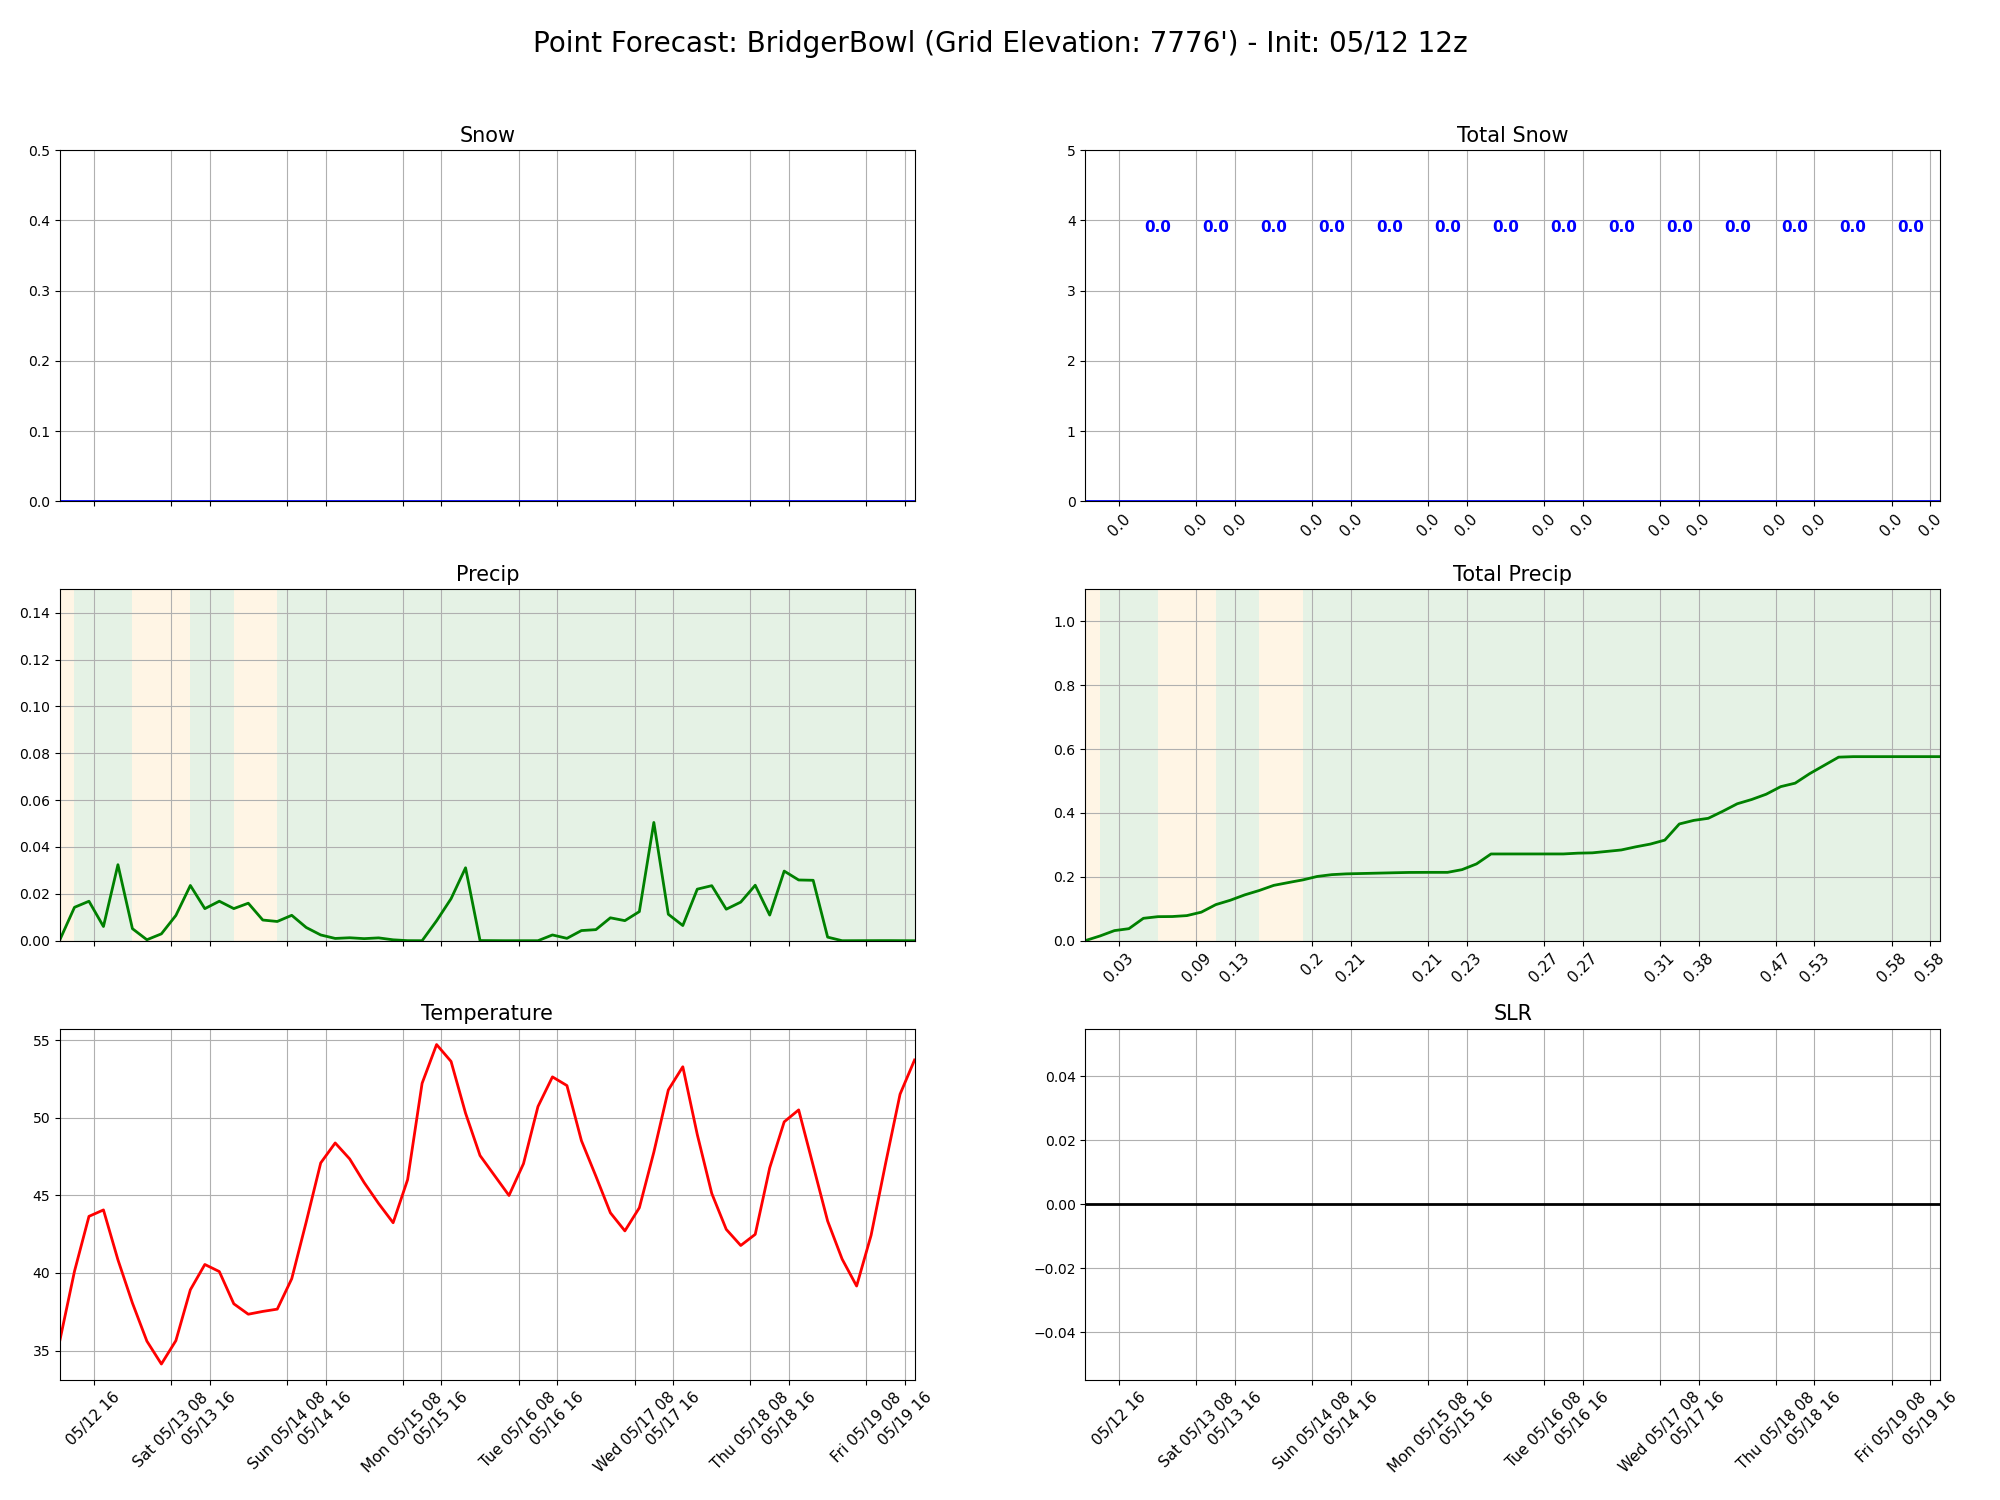 Point Forecast: BridgerBowl (Grid Elevation: 7776') - Init: 05/12 12z
Snow
0.5
0.4
0.3
0.2
0.1
0.0
Total Snow
5
4
3
2
1
0
0.0 0.0 0.0 0.0 0.0 0.0 0.0 0.0 0.0 0.0 0.0 0.0 0.0 0.0
0.0 0.0 0.0 0.0 0.0 0.0 0.0 0.0 0.0 0.0 0.0 0.0 0.0 0.0 0.0
Precip
0.14
0.12
0.10
0.08
0.06
0.04
0.02
0.00
Total Precip
1.0
0.8
0.6
0.4
0.2
0.0
0.03 0.09 0.13 0.2 0.21 0.21 0.23 0.27 0.27 0.31 0.38 0.47 0.53 0.58 0.58
Temperature
55
50
45
40
35
05/12 16
Sat 05/13 08
05/13 16
Sun 05/14 08
05/14 16
Mon 05/15 08
05/15 16
Tue 05/16 08
05/16 16
Wed 05/17 08
05/17 16
Thu 05/18 08
05/18 16
Fri 05/19 08
05/19 16
SLR
0.04
0.02
0.00
−0.02
−0.04
05/12 16
Sat 05/13 08
05/13 16
Sun 05/14 08
05/14 16
Mon 05/15 08
05/15 16
Tue 05/16 08
05/16 16
Wed 05/17 08
05/17 16
Thu 05/18 08
05/18 16
Fri 05/19 08
05/19 16